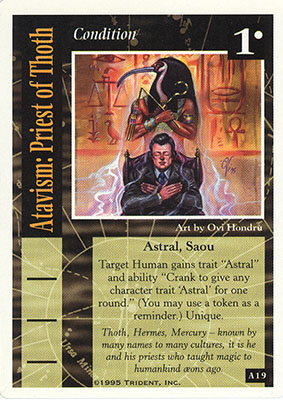 Atavism: Priest of Thoth
Condition
1•
Art by Ovi Hondru
Astral, Saou
Target Human gains trait "Astral"
and ability "Crank to give any
character trait 'Astral' for one
round." (You may use a token as a
reminder.) Unique.
Thoth, Hermes, Mercury – known by
many names to many cultures, it is he
and his priests who taught magic to
humankind æons ago.
Ursa Minor
©1995 TRIDENT, INC.
A19